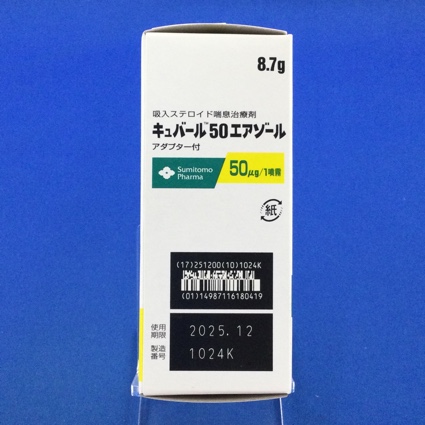 8.7g
吸入ステロイド喘息治療剤
キュバール™50エアゾール
アダプター付
Sumitomo
Pharma
50μg/1噴霧
紙
(17)251200(10)1024K
(01)14987116180419
使用
期限
2025.12
製造
番号
1024K